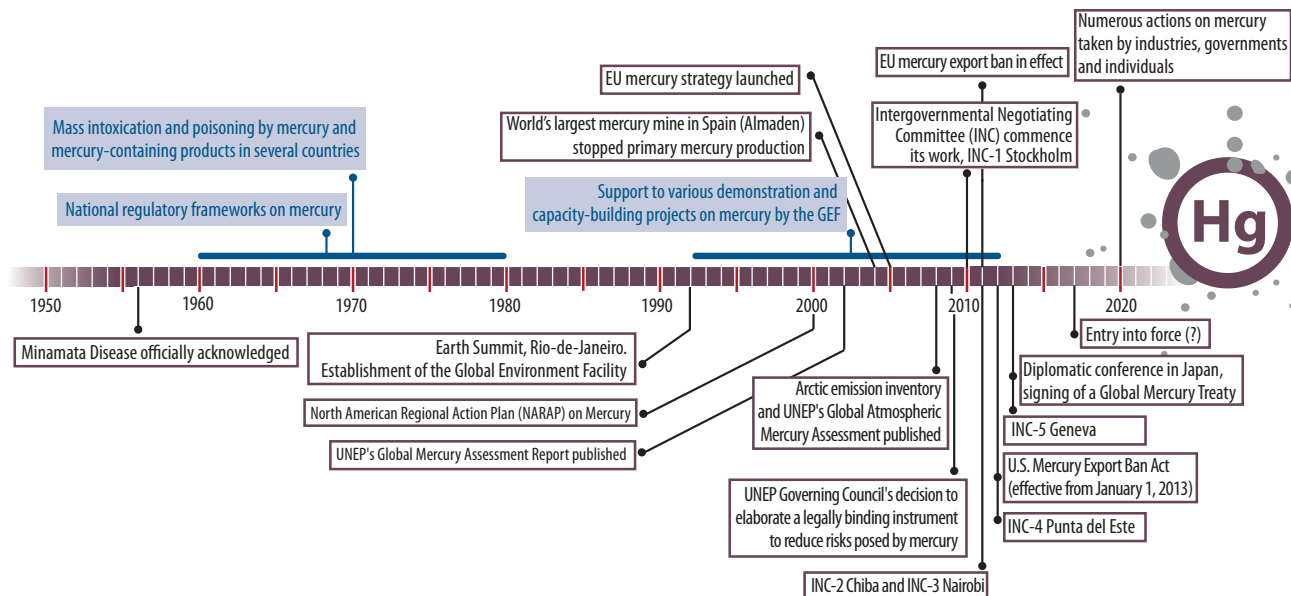 Numerous actions on mercury
taken by industries, governments
and individuals
EU mercury export ban in effect
EU mercury strategy launched
Intergovernmental Negotiating
Committee (INC) commence
its work, INC-1 Stockholm
World's largest mercury mine in Spain (Almaden)
stopped primary mercury production
Mass intoxication and poisoning by mercury and
mercury-containing products in several countries
National regulatory frameworks on mercury
Support to various demonstration and
capacity-building projects on mercury by the GEF
Hg
1950
1960
1970
1980
1990
2000
2010
2020
Minamata Disease officially acknowledged
Earth Summit, Rio-de-Janeiro.
Establishment of the Global Environment Facility
North American Regional Action Plan (NARAP) on Mercury
UNEP's Global Mercury Assessment Report published
Arctic emission inventory
and UNEP's Global Atmospheric
Mercury Assessment published
UNEP Governing Council's decision to
elaborate a legally binding instrument
to reduce risks posed by mercury
INC-2 Chiba and INC-3 Nairobi
Entry into force (?)
Diplomatic conference in Japan,
signing of a Global Mercury Treaty
INC-5 Geneva
U.S. Mercury Export Ban Act
(effective from January 1, 2013)
INC-4 Punta del Este